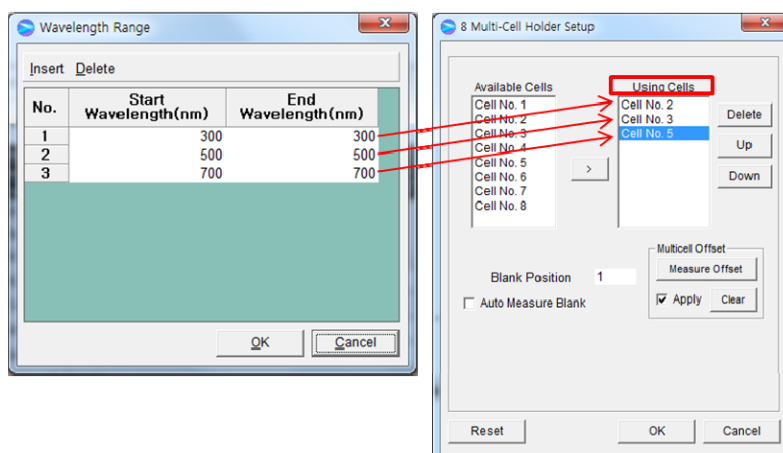 Wavelength Range
Insert Delete
No. Start Wavelength(nm) End Wavelength(nm)
1 300 300
2 500 500
3 700 700
OK Cancel
8 Multi-Cell Holder Setup
Available Cells
Cell No. 1
Cell No. 2
Cell No. 3
Cell No. 4
Cell No. 5
Cell No. 6
Cell No. 7
Cell No. 8
>
Using Cells
Cell No. 2
Cell No. 3
Cell No. 5
Delete
Up
Down
Blank Position 1
Auto Measure Blank
Multicell Offset
Measure Offset
Apply Clear
Reset OK Cancel